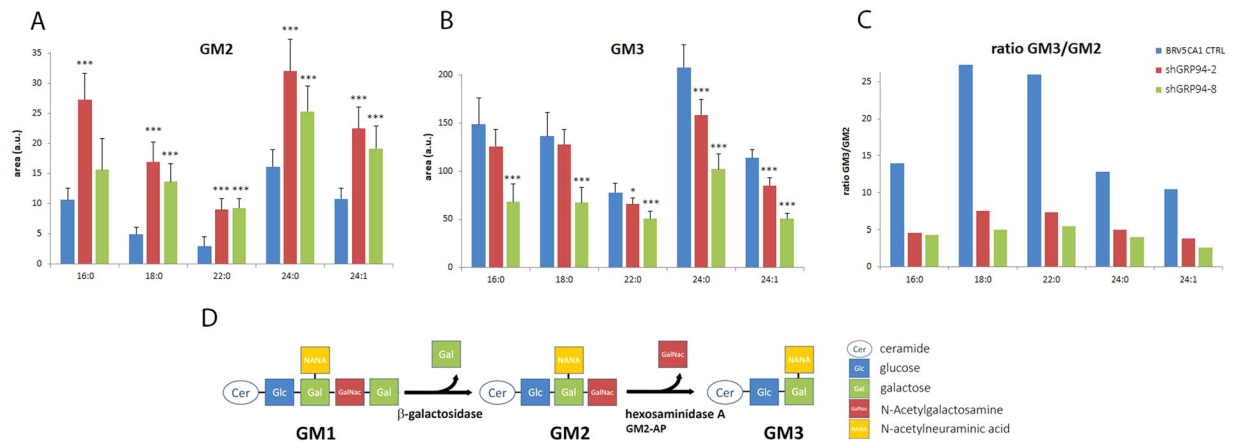 A
GM2
area (a.u.)
35
30
25
20
15
10
5
0
***
***
***
***
***
***
***
***
***
16:0
18:0
22:0
24:0
24:1
B
GM3
area (a.u.)
250
200
150
100
50
0
***
***
*
***
***
***
***
***
16:0
18:0
22:0
24:0
24:1
C
ratio GM3/GM2
ratio GM3/GM2
25
20
15
10
5
0
16:0
18:0
22:0
24:0
24:1
BRV5CA1 CTRL
shGRP94-2
shGRP94-8
D
NANA
Cer Glc Gal GalNac Gal
GM1
Gal
β-galactosidase
NANA
Cer Glc Gal GalNac
GM2
GalNac
hexosaminidase A
GM2-AP
NANA
Cer Glc Gal
GM3
Cer ceramide
Glc glucose
Gal galactose
GalNac N-Acetylgalactosamine
NANA N-acetylneuraminic acid